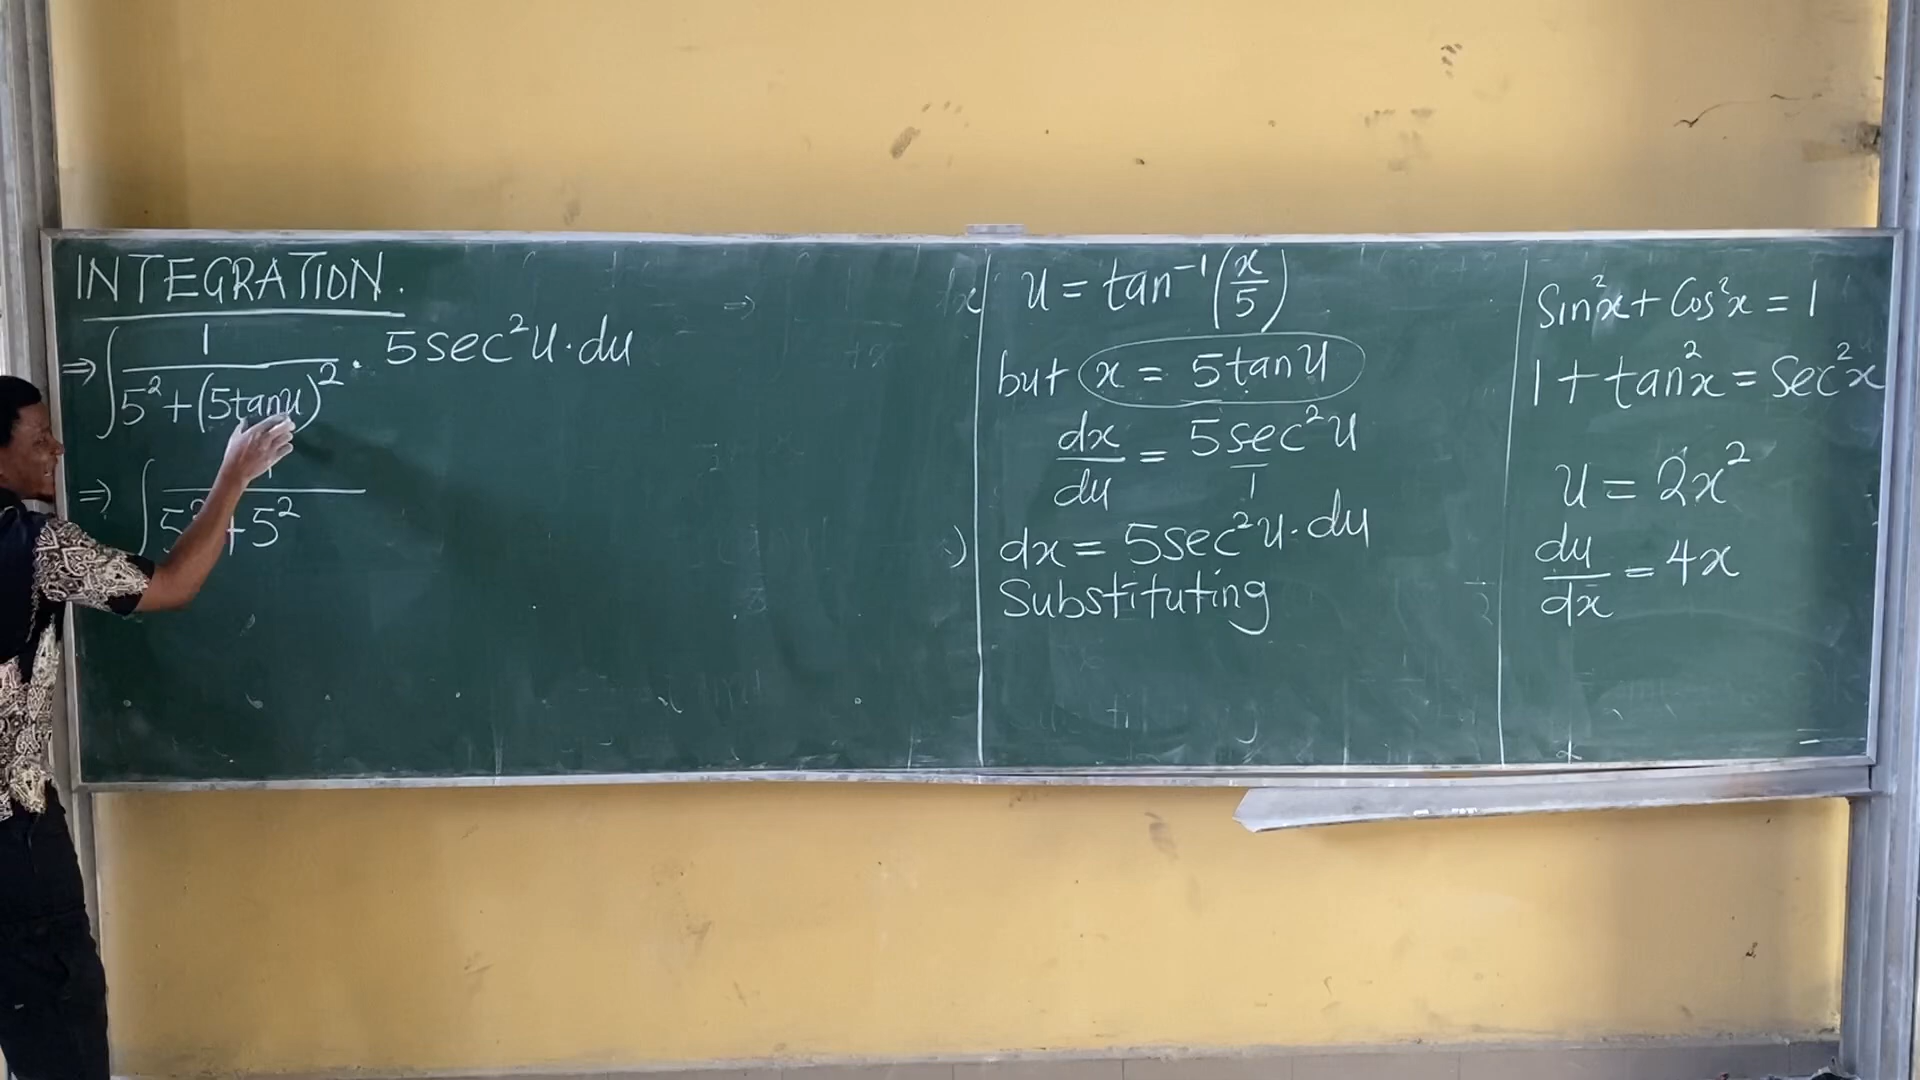 INTEGRATION.
⇒ ∫ 1/(5² + (5tanu)²) · 5sec²u·du
⇒ ∫ 1/(5² + 5²
u = tan⁻¹(x/5)
but x = 5tanu
dx/du = 5sec²u/1
dx = 5sec²u·du
Substituting
Sin²x + Cos²x = 1
1 + tan²x = Sec²x
u = 2x²
du/dx = 4x